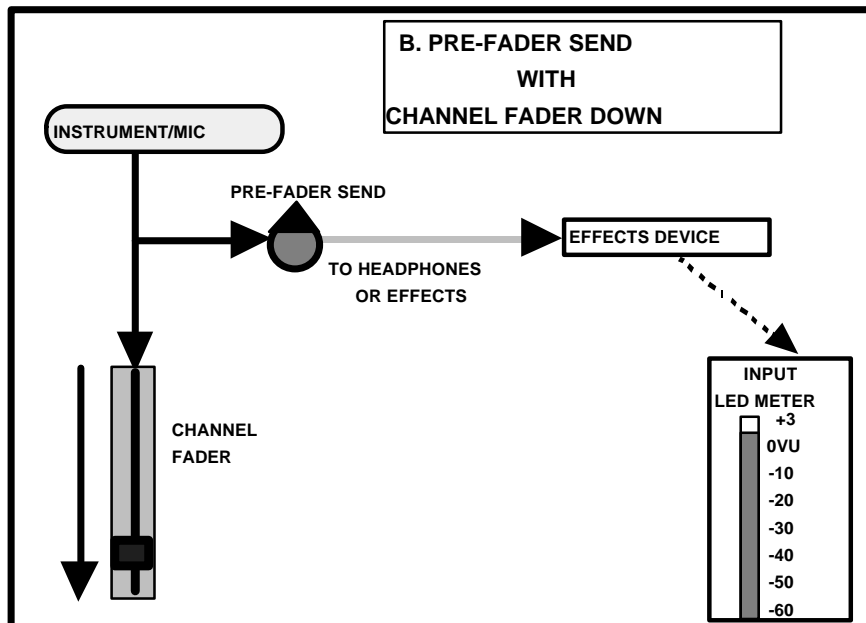 B. PRE-FADER SEND
WITH
CHANNEL FADER DOWN
INSTRUMENT/MIC
PRE-FADER SEND
EFFECTS DEVICE
TO HEADPHONES
OR EFFECTS
CHANNEL
FADER
INPUT
LED METER
+3
0VU
-10
-20
-30
-40
-50
-60